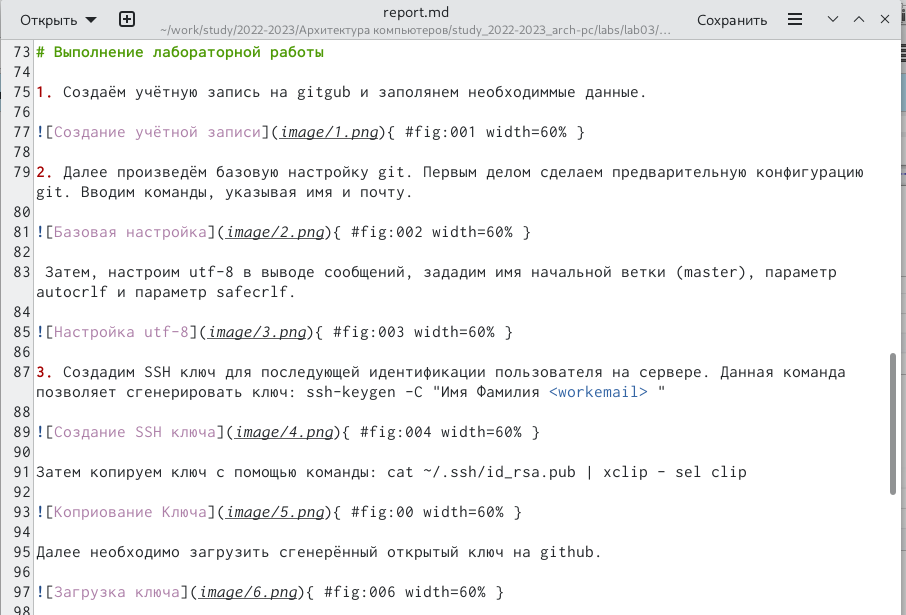 Открыть
report.md
~/work/study/2022-2023/Архитектура компьютеров/study_2022-2023_arch-pc/labs/lab03/…
Сохранить
73 # Выполнение лабораторной работы
74
75 1. Создаём учётную запись на gitgub и заполянем необходиммые данные.
76
77 ![Создание учётной записи](image/1.png){ #fig:001 width=60% }
78
79 2. Далее произведём базовую настройку git. Первым делом сделаем предварительную конфигурацию
git. Вводим команды, указывая имя и почту.
80
81 ![Базовая настройка](image/2.png){ #fig:002 width=60% }
82
83  Затем, настроим utf-8 в выводе сообщений, зададим имя начальной ветки (master), параметр
autocrlf и параметр safecrlf.
84
85 ![Настройка utf-8](image/3.png){ #fig:003 width=60% }
86
87 3. Создадим SSH ключ для последующей идентификации пользователя на сервере. Данная команда
позволяет сгенерировать ключ: ssh-keygen -C "Имя Фамилия <workemail> "
88
89 ![Создание SSH ключа](image/4.png){ #fig:004 width=60% }
90
91 Затем копируем ключ с помощью команды: cat ~/.ssh/id_rsa.pub | xclip - sel clip
92
93 ![Коприование Ключа](image/5.png){ #fig:00 width=60% }
94
95 Далее необходимо загрузить сгенерённый открытый ключ на github.
96
97 ![Загрузка ключа](image/6.png){ #fig:006 width=60% }
98